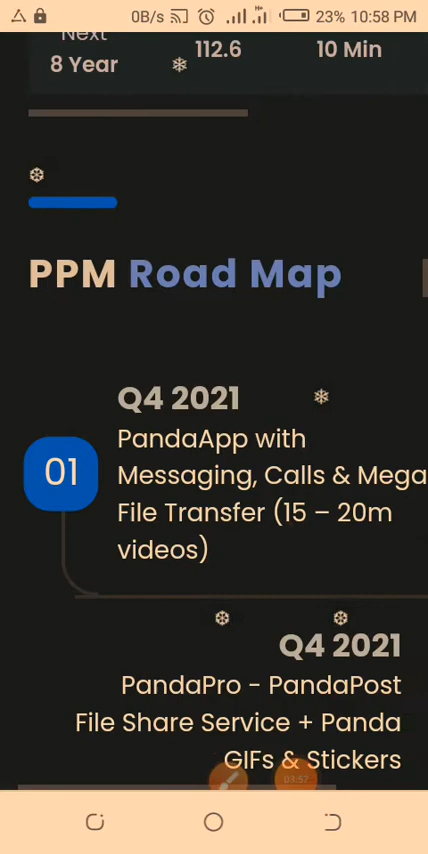 0B/s 23% 10:58 PM
Next
8 Year
112.6
10 Min
PPM Road Map
Q4 2021
01
PandaApp with
Messaging, Calls & Mega
File Transfer (15 – 20m
videos)
Q4 2021
PandaPro - PandaPost
File Share Service + Panda
GIFs & Stickers
03:57